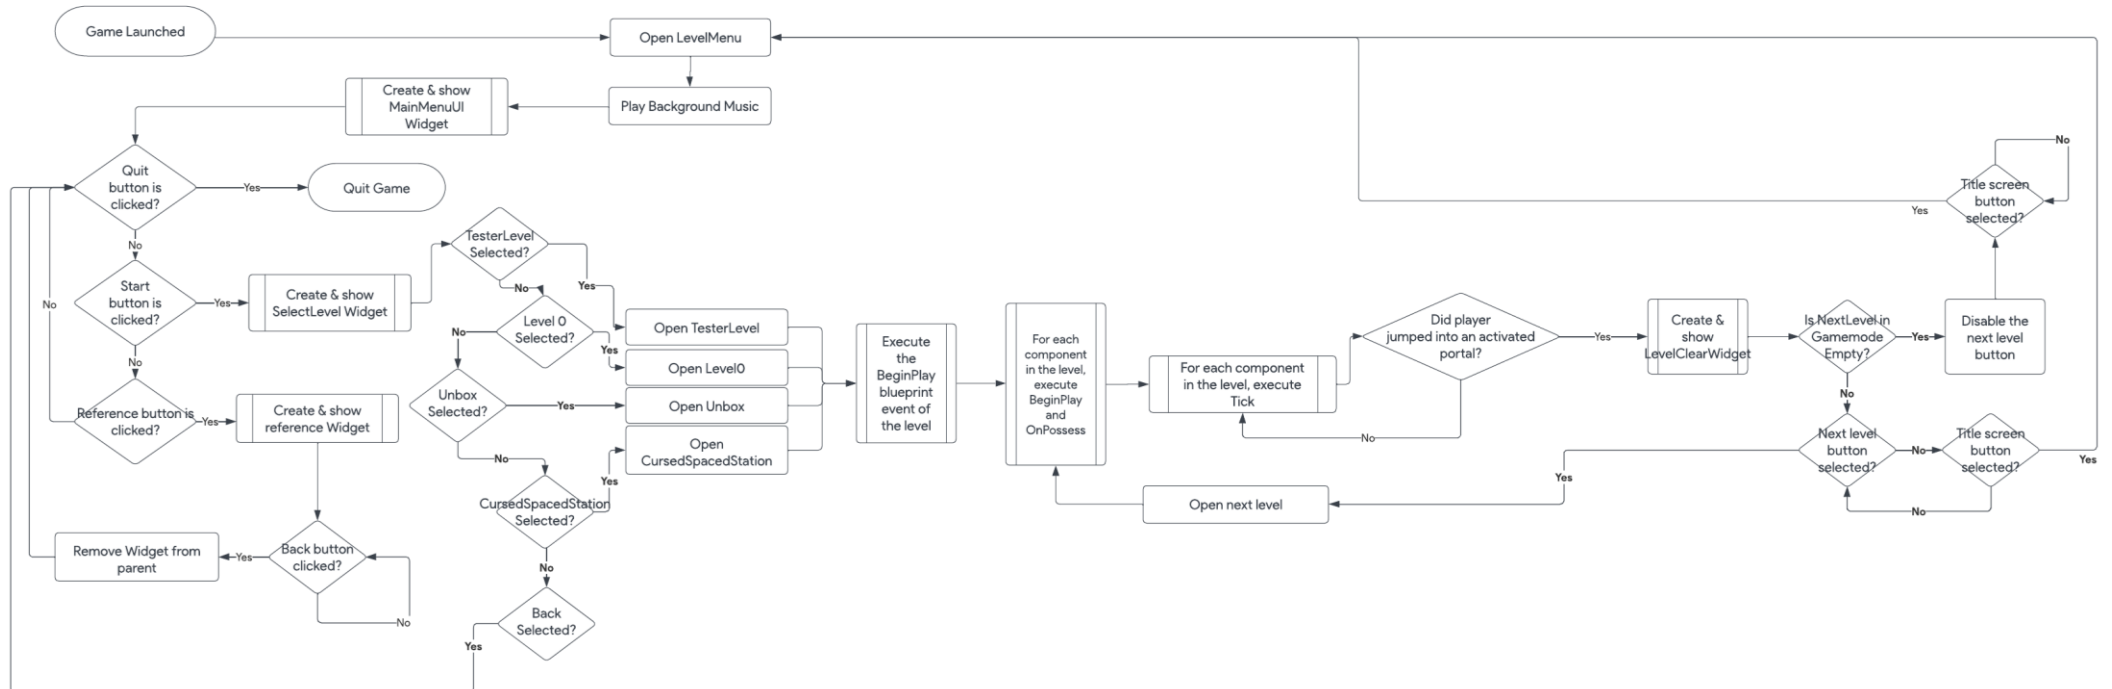 Game Launched
Open LevelMenu
Create & show
MainMenuUI
Widget
Play Background Music
Quit
button is
clicked?
Yes
Quit Game
No
Start
button is
clicked?
Yes
Create & show
SelectLevel Widget
No
No
Reference button is
clicked?
Yes
Create & show
reference Widget
Back button
clicked?
Yes
No
Remove Widget from
parent
TesterLevel
Selected?
Yes
No
Level 0
Selected?
Yes
No
Unbox
Selected?
Yes
No
CursedSpacedStation
Selected?
Yes
No
Back
Selected?
Yes
Open TesterLevel
Open Level0
Open Unbox
Open
CursedSpacedStation
Execute
the
BeginPlay
blueprint
event of
the level
For each
component
in the level,
execute
BeginPlay
and
OnPossess
For each component
in the level, execute
Tick
Did player
jumped into an activated
portal?
No
Yes
Create &
show
LevelClearWidget
Is NextLevel in
Gamemode
Empty?
Yes
Disable the
next level
button
Title screen
button
selected?
No
Yes
No
Next level
button
selected?
No
Title screen
button
selected?
Yes
No
Yes
Open next level